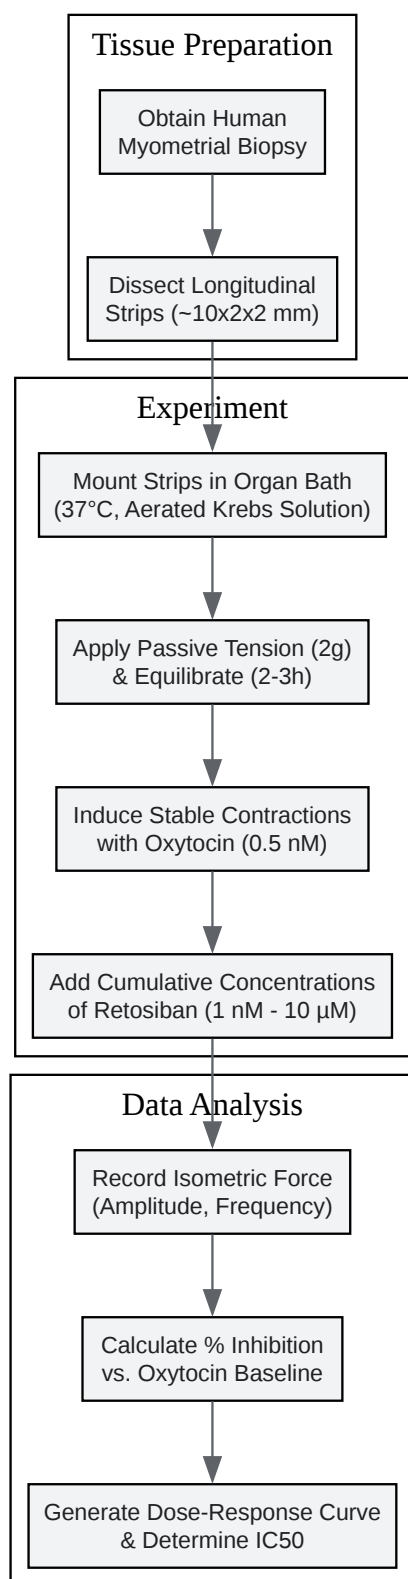 Tissue Preparation
Obtain Human
Myometrial Biopsy
Dissect Longitudinal
Strips (~10x2x2 mm)
Experiment
Mount Strips in Organ Bath
(37°C, Aerated Krebs Solution)
Apply Passive Tension (2g)
& Equilibrate (2-3h)
Induce Stable Contractions
with Oxytocin (0.5 nM)
Add Cumulative Concentrations
of Retosiban (1 nM - 10 µM)
Data Analysis
Record Isometric Force
(Amplitude, Frequency)
Calculate % Inhibition
vs. Oxytocin Baseline
Generate Dose-Response Curve
& Determine IC50